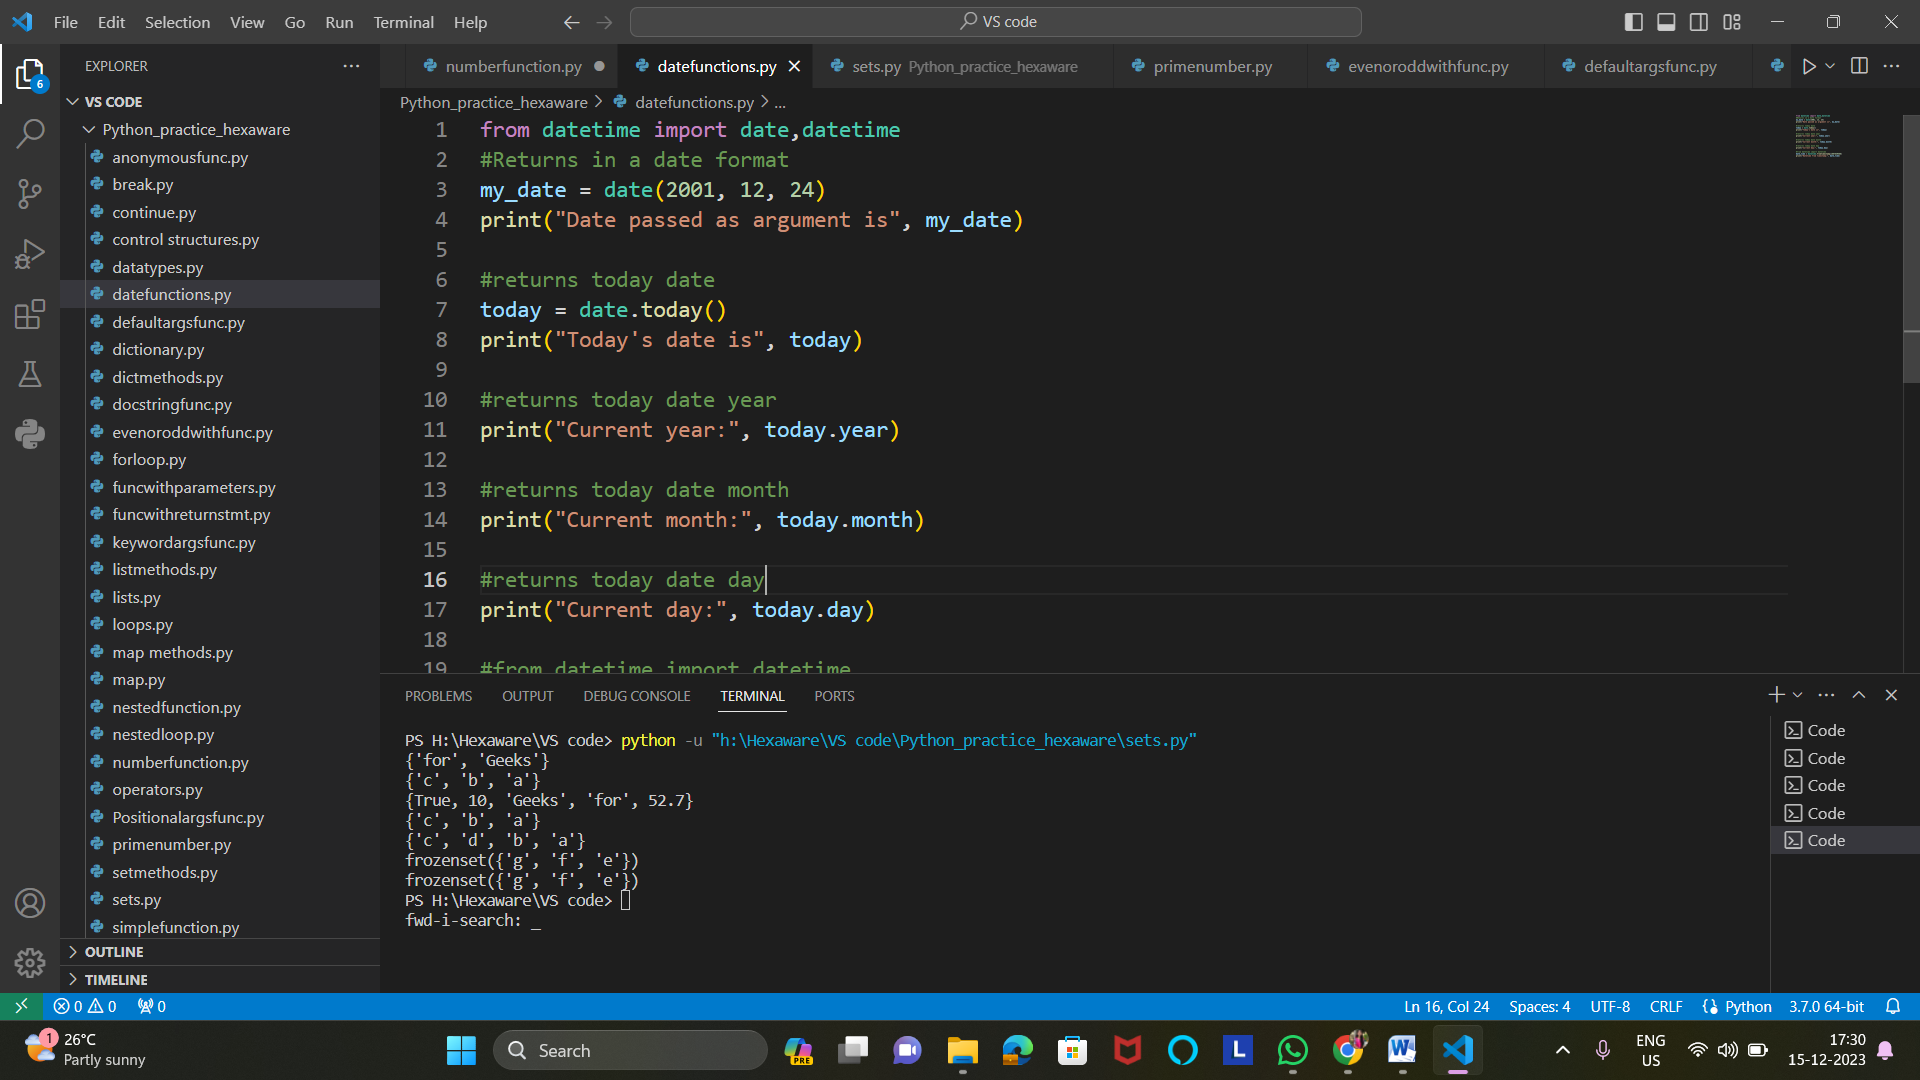 File Edit Selection View Go Run Terminal Help
VS code
EXPLORER
VS CODE
Python_practice_hexaware
anonymousfunc.py
break.py
continue.py
control structures.py
datatypes.py
datefunctions.py
defaultargsfunc.py
dictionary.py
dictmethods.py
docstringfunc.py
evenoroddwithfunc.py
forloop.py
funcwithparameters.py
funcwithreturnstmt.py
keywordargsfunc.py
listmethods.py
lists.py
loops.py
map methods.py
map.py
nestedfunction.py
nestedloop.py
numberfunction.py
operators.py
Positionalargsfunc.py
primenumber.py
setmethods.py
sets.py
simplefunction.py
OUTLINE
TIMELINE
6
numberfunction.py datefunctions.py sets.py Python_practice_hexaware primenumber.py evenoroddwithfunc.py defaultargsfunc.py
Python_practice_hexaware > datefunctions.py > ...
1 from datetime import date,datetime
2 #Returns in a date format
3 my_date = date(2001, 12, 24)
4 print("Date passed as argument is", my_date)
5
6 #returns today date
7 today = date.today()
8 print("Today's date is", today)
9
10 #returns today date year
11 print("Current year:", today.year)
12
13 #returns today date month
14 print("Current month:", today.month)
15
16 #returns today date day
17 print("Current day:", today.day)
18
19 #from datetime import datetime
PROBLEMS OUTPUT DEBUG CONSOLE TERMINAL PORTS
PS H:\Hexaware\VS code> python -u "h:\Hexaware\VS code\Python_practice_hexaware\sets.py"
{'for', 'Geeks'}
{'c', 'b', 'a'}
{True, 10, 'Geeks', 'for', 52.7}
{'c', 'b', 'a'}
{'c', 'd', 'b', 'a'}
frozenset({'g', 'f', 'e'})
frozenset({'g', 'f', 'e'})
PS H:\Hexaware\VS code>
fwd-i-search: _
Code
Code
Code
Code
Code
0 0 0
Ln 16, Col 24 Spaces: 4 UTF-8 CRLF Python 3.7.0 64-bit
1
26°C
Partly sunny
Search
PRE
L
W
ENG
US
17:30
15-12-2023